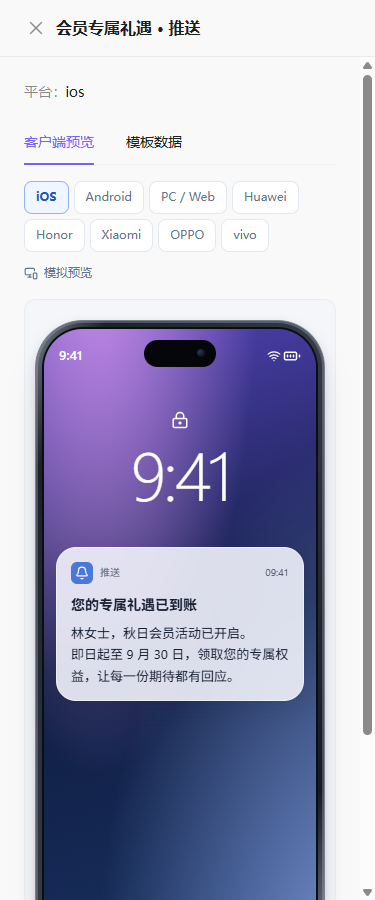 会员专属礼遇 • 推送
平台：ios
客户端预览 模板数据
iOS Android PC / Web Huawei
Honor Xiaomi OPPO vivo
模拟预览
9:41
9:41
推送 09:41
您的专属礼遇已到账
林女士，秋日会员活动已开启。
即日起至 9 月 30 日，领取您的专属权
益，让每一份期待都有回应。